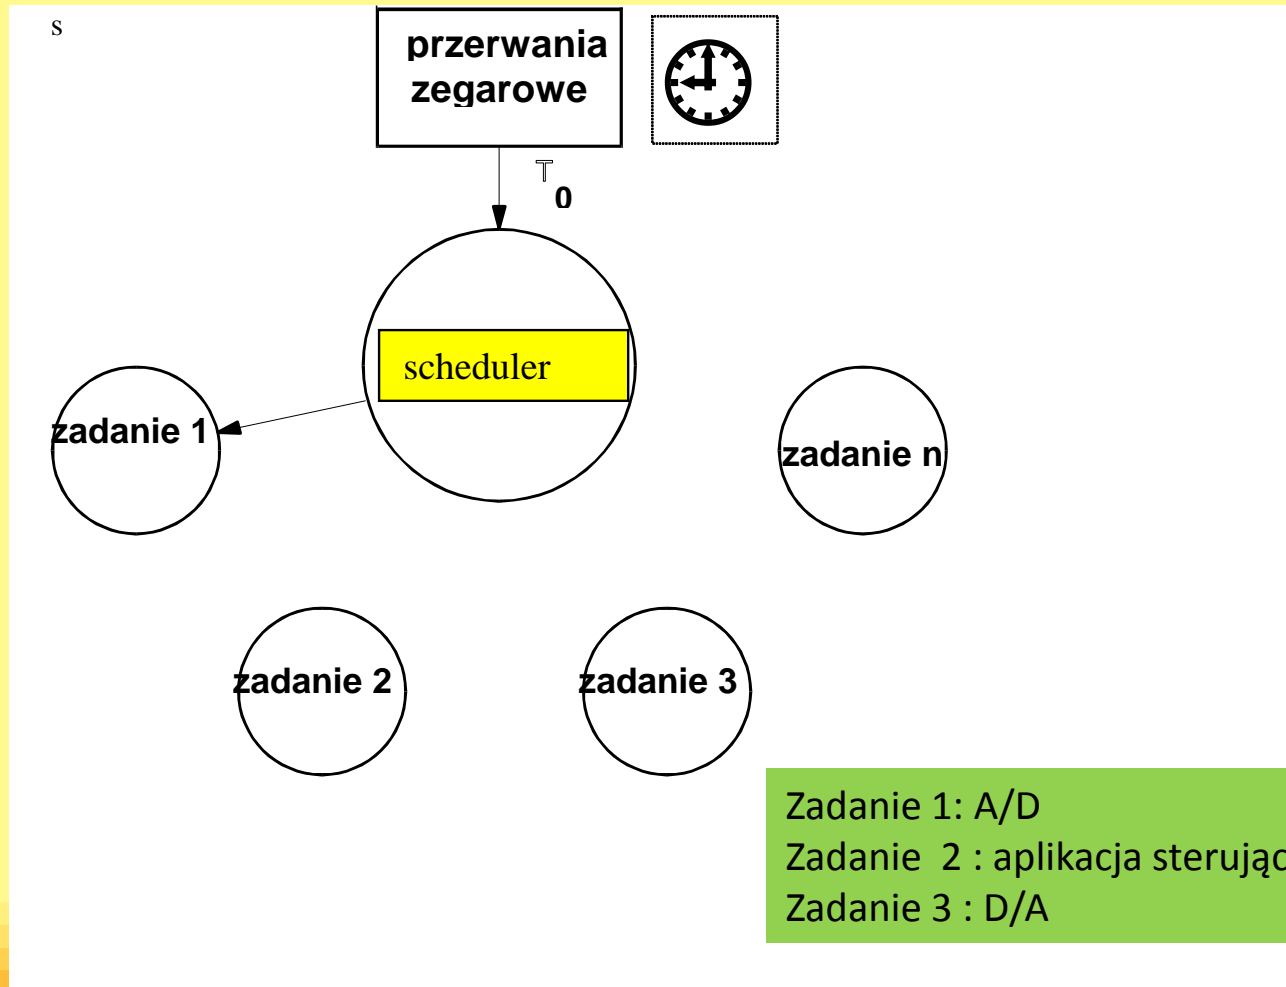 s
przerwania
zegarowe
T
0
scheduler
zadanie 1
zadanie n
zadanie 2
zadanie 3
Zadanie 1: A/D
Zadanie 2 : aplikacja sterując
Zadanie 3 : D/A